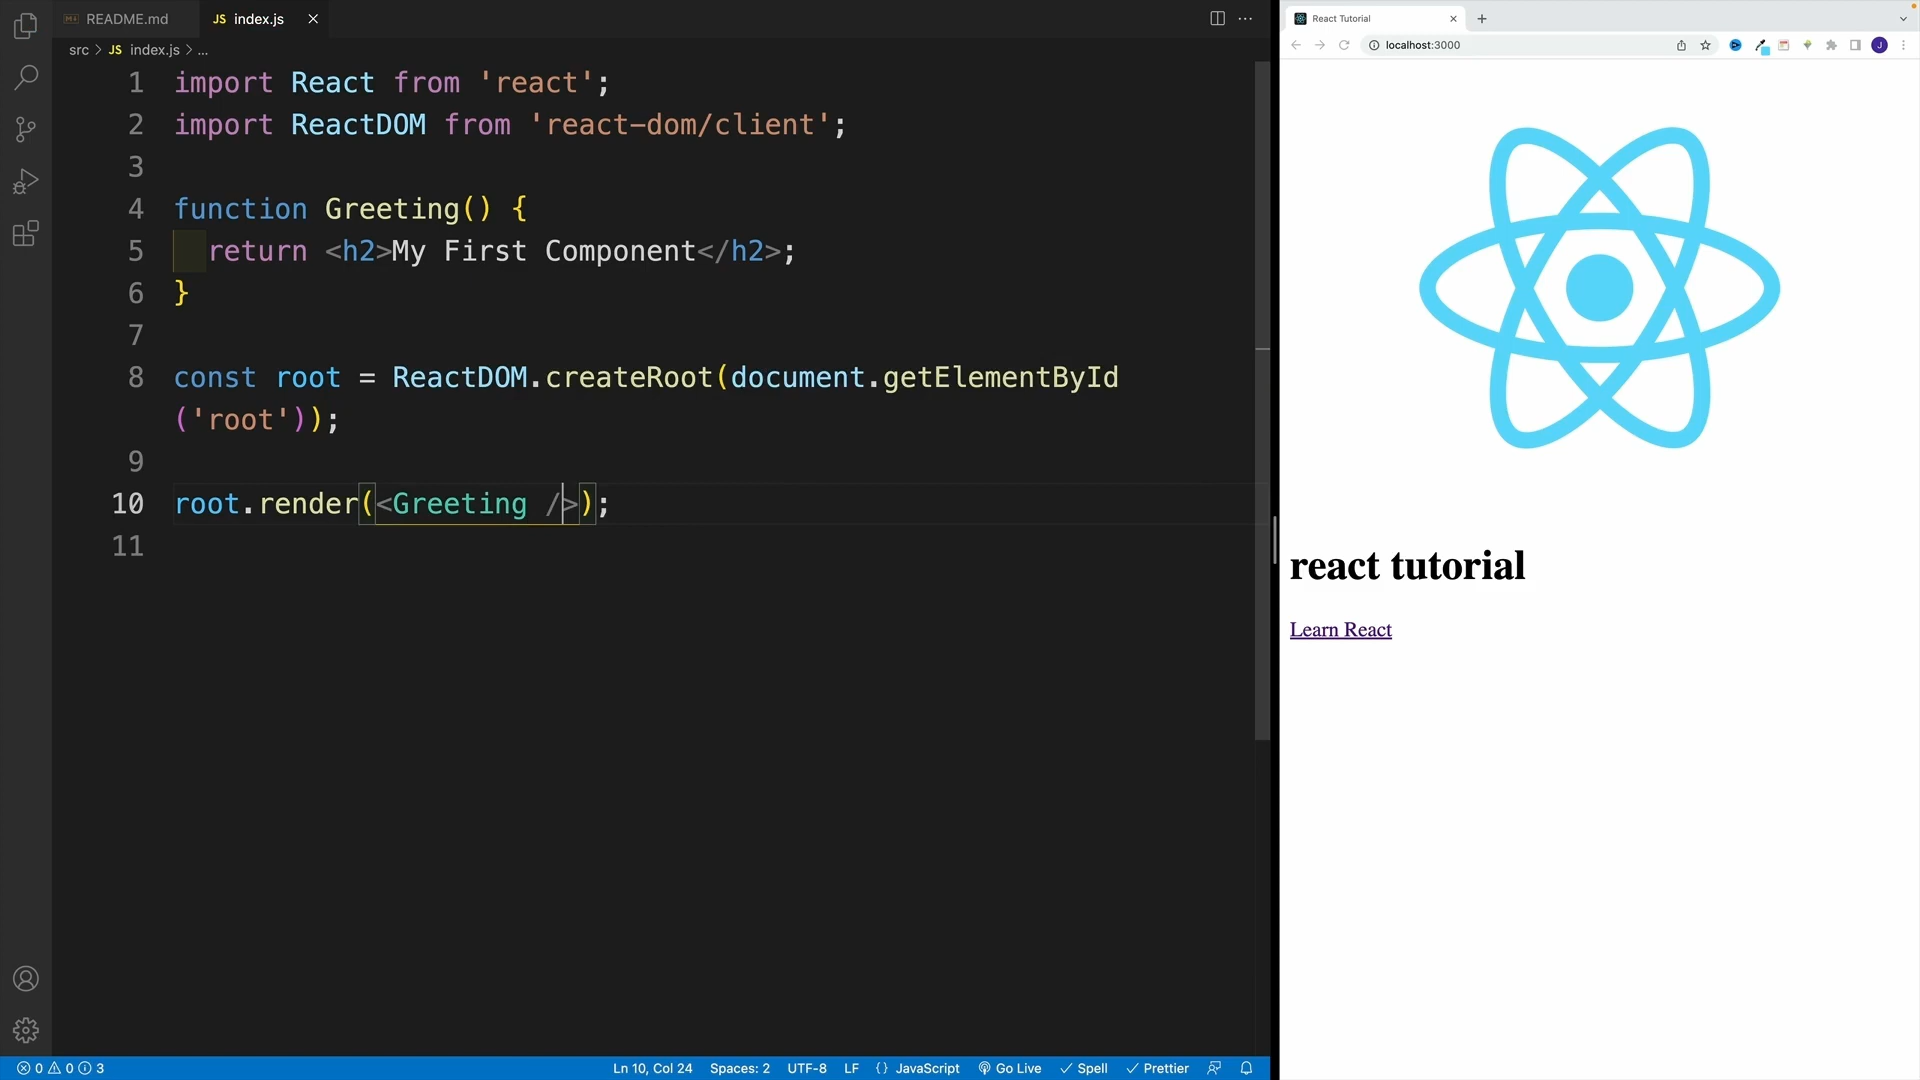 README.md
JS index.js
src > JS index.js > ...
1 import React from 'react';
2 import ReactDOM from 'react-dom/client';
3
4 function Greeting() {
5 return <h2>My First Component</h2>;
6 }
7
8 const root = ReactDOM.createRoot(document.getElementById
('root'));
9
10 root.render(<Greeting />);
11
0 0 3 Ln 10, Col 24 Spaces: 2 UTF-8 LF {} JavaScript Go Live Spell Prettier
React Tutorial
localhost:3000
J
react tutorial
Learn React